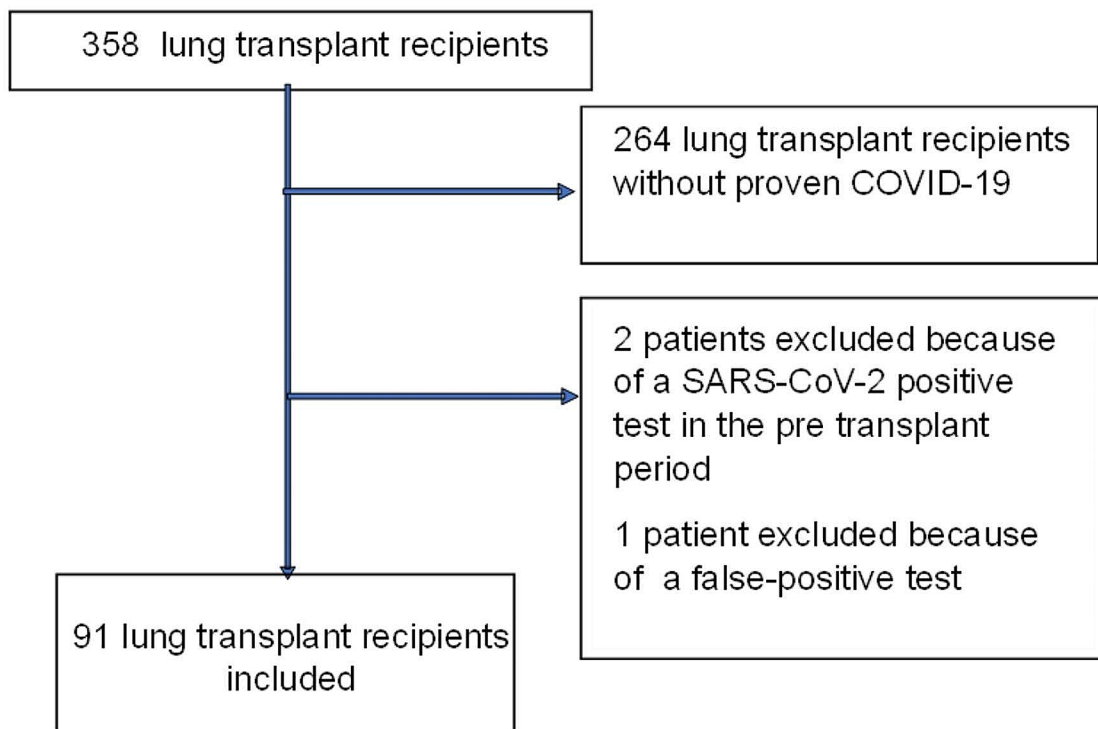 358 lung transplant recipients
264 lung transplant recipients
without proven COVID-19
2 patients excluded because
of a SARS-CoV-2 positive
test in the pre transplant
period
1 patient excluded because
of a false-positive test
91 lung transplant recipients
included